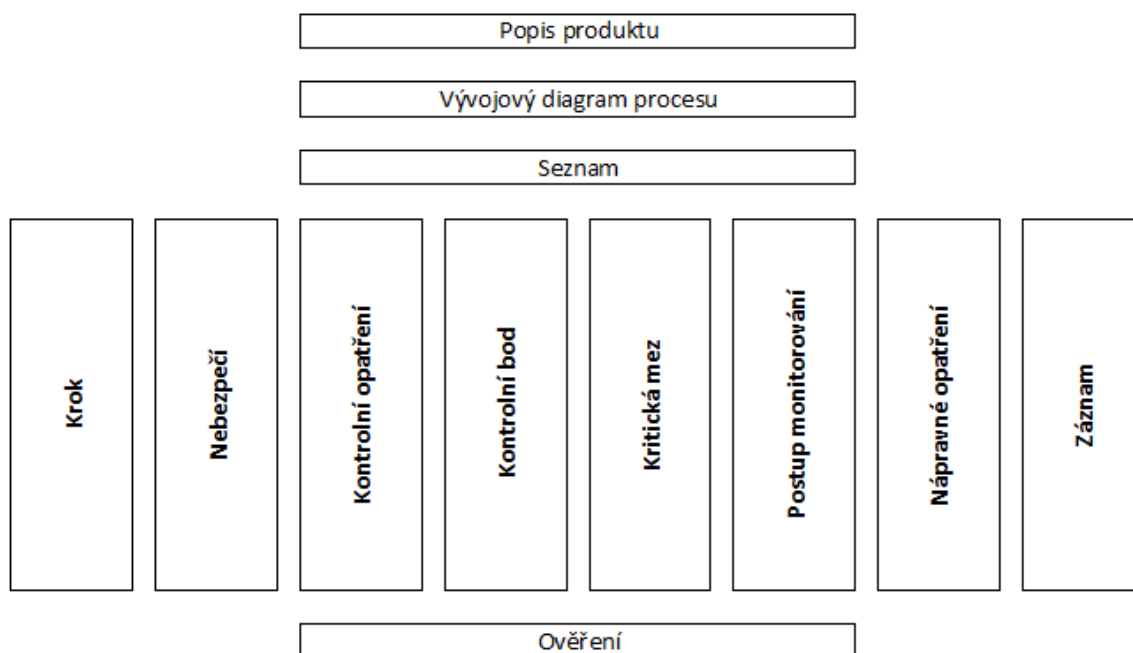 Popis produktu
Vývojový diagram procesu
Seznam
Krok
Nebezpečí
Kontrolní opatření
Kontrolní bod
Kritická mez
Postup monitorování
Nápravné opatření
Záznam
Ověření